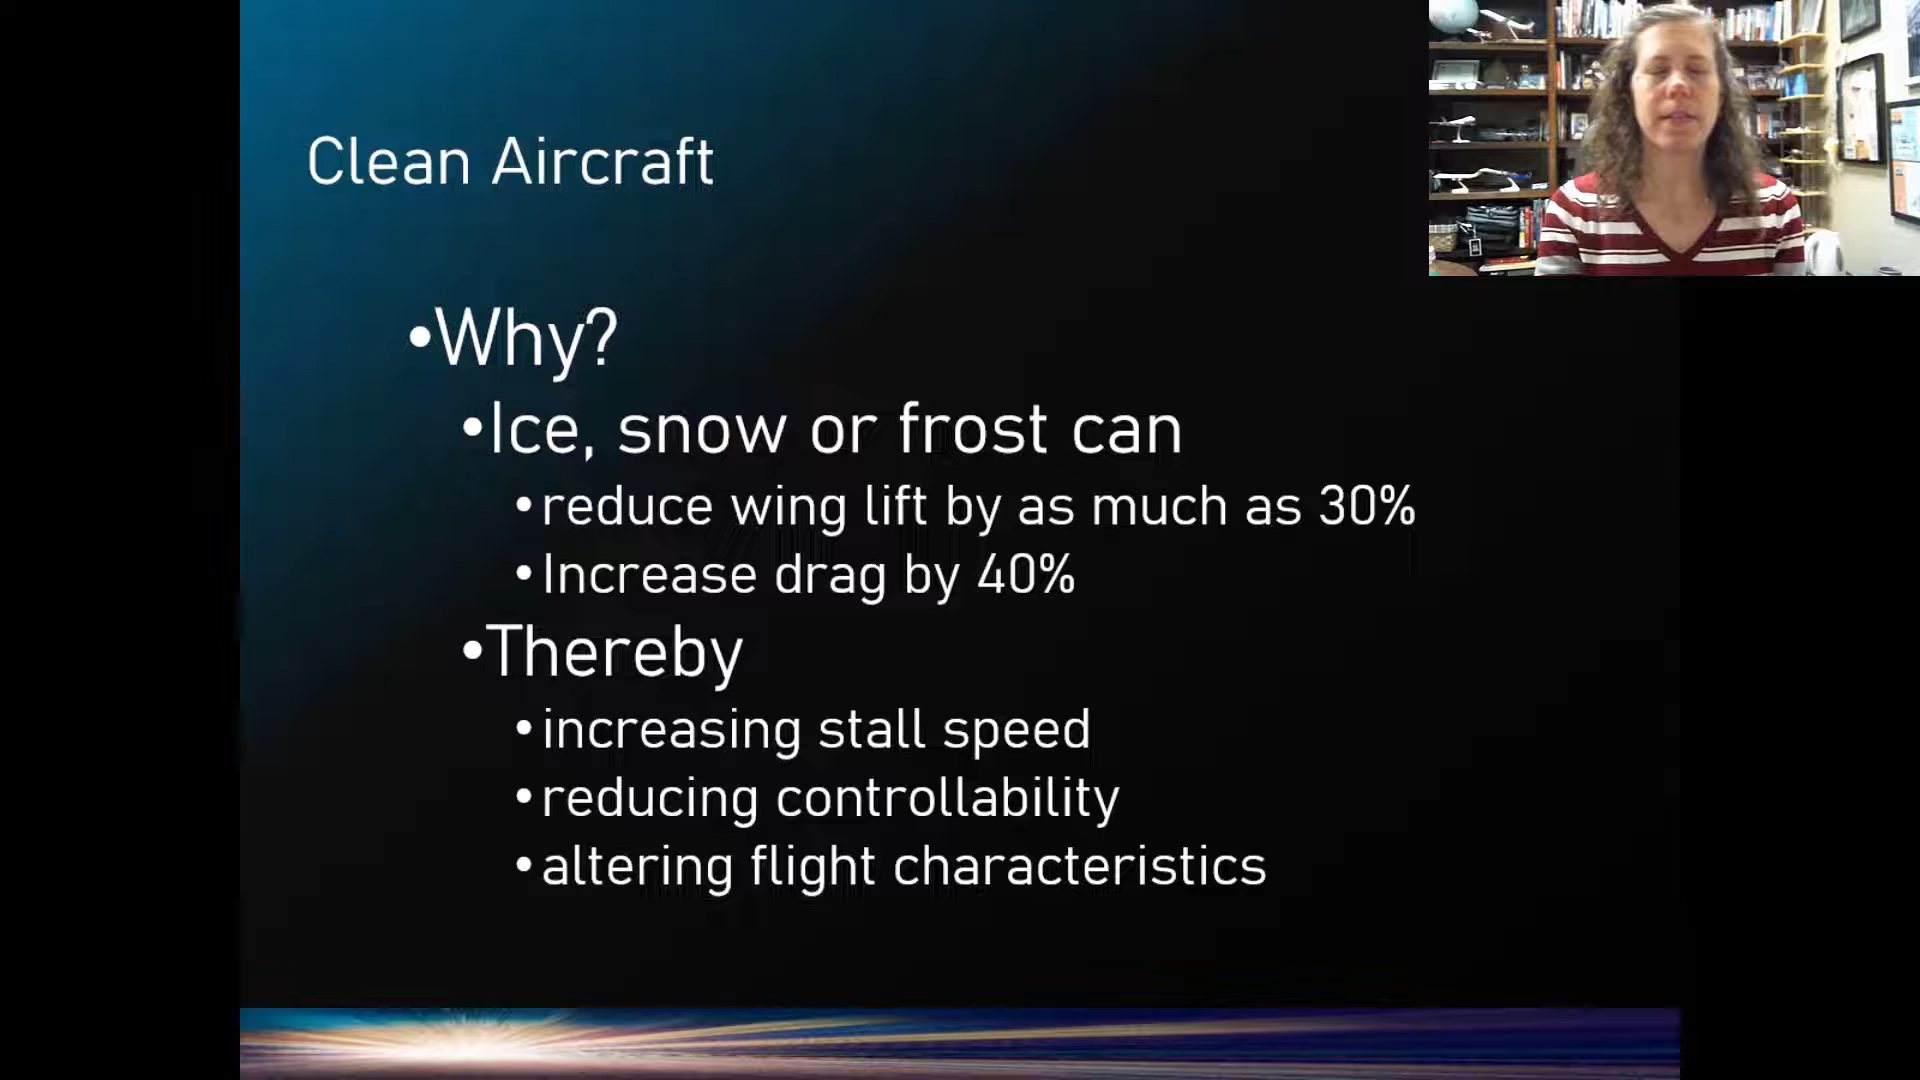 Clean Aircraft
•Why?
•Ice, snow or frost can
•reduce wing lift by as much as 30%
•Increase drag by 40%
•Thereby
•increasing stall speed
•reducing controllability
•altering flight characteristics